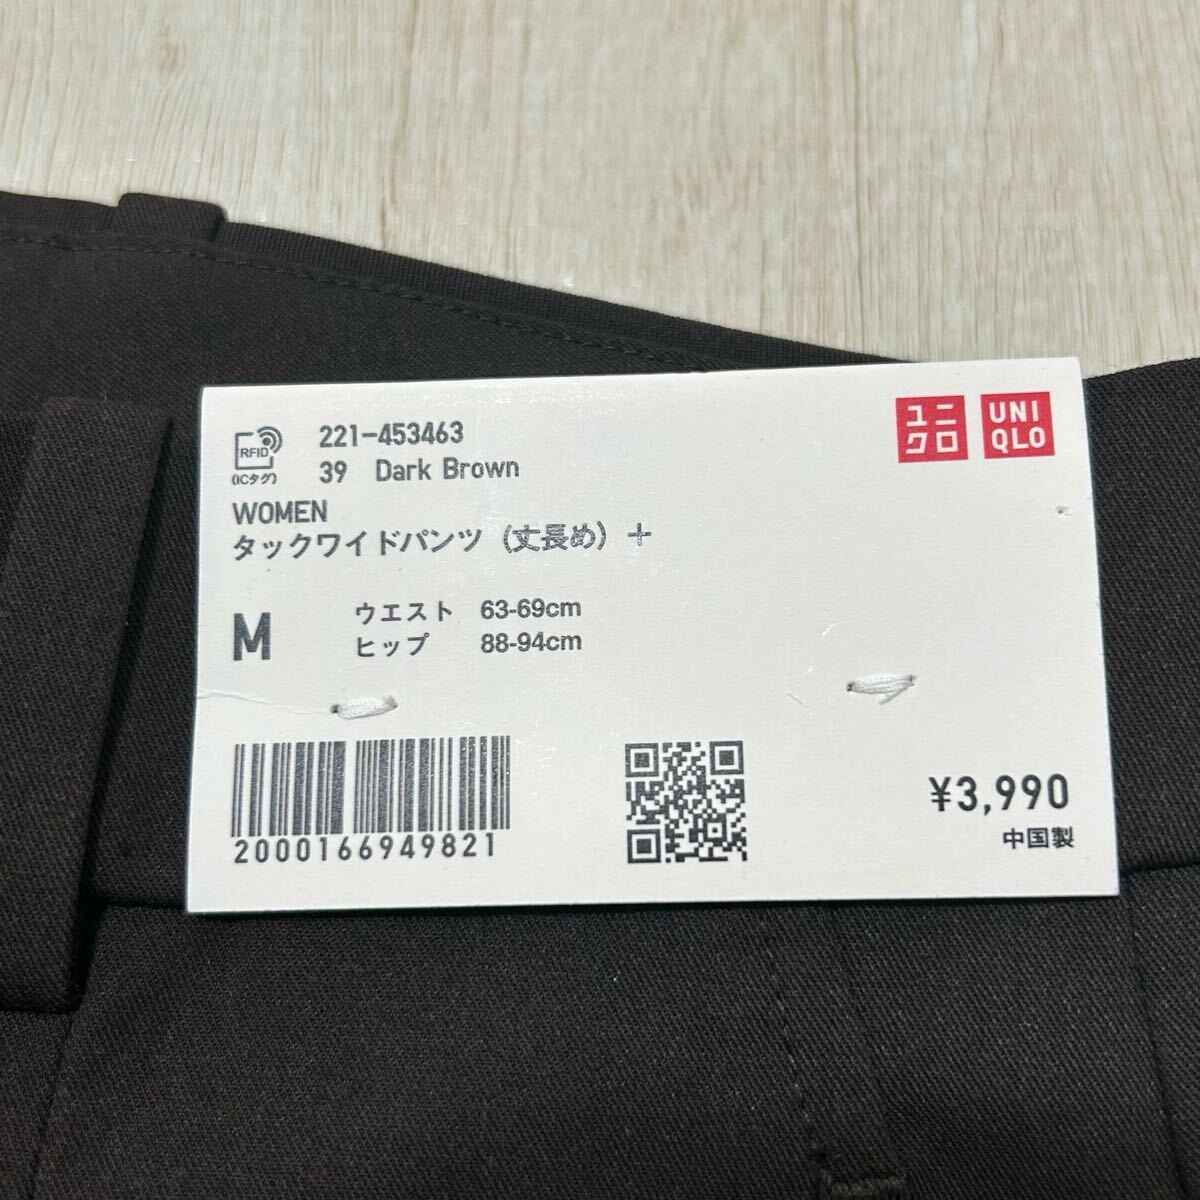 RFID
(ICタグ)
221-453463
39 Dark Brown
ユニ
クロ
UNI
QLO
WOMEN
タックワイドパンツ（丈長め）＋
M
ウエスト 63-69cm
ヒップ 88-94cm
2000166949821
¥3,990
中国製